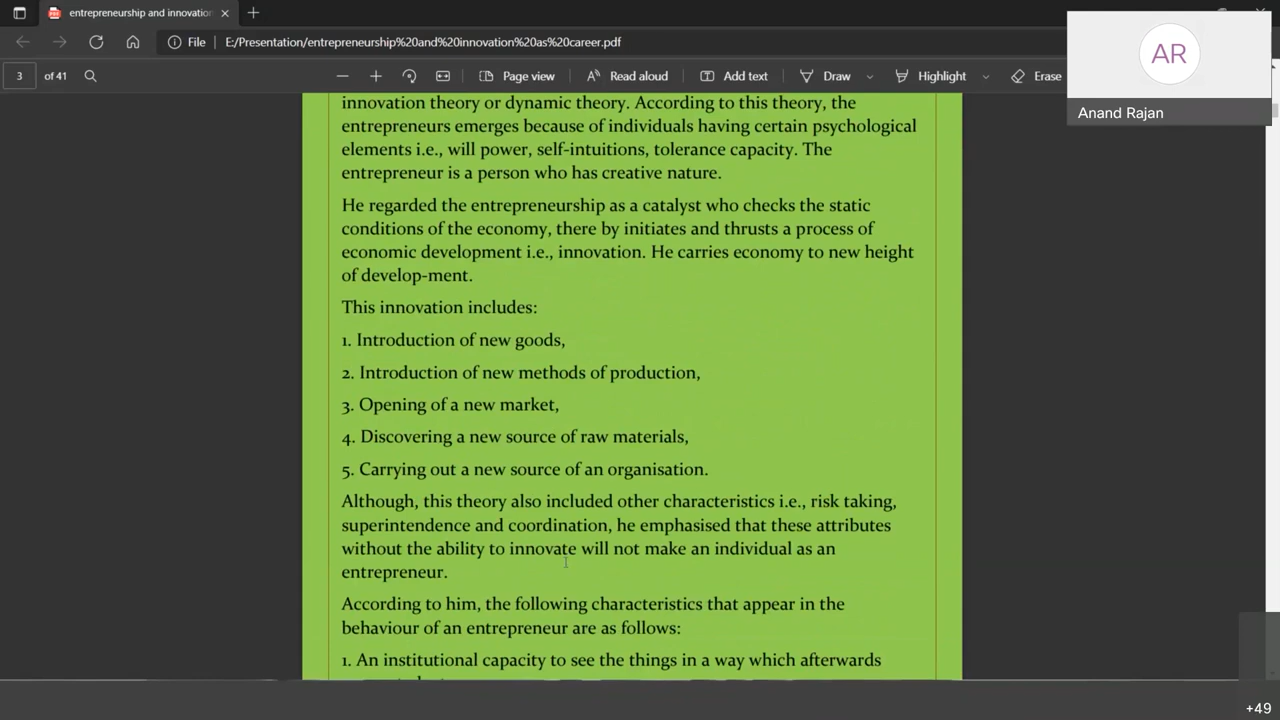 entrepreneurship and innovation
File E:/Presentation/entrepreneurship%20and%20innovation%20as%20career.pdf
3 of 41 Page view Read aloud Add text Draw Highlight Erase
AR
Anand Rajan
innovation theory or dynamic theory. According to this theory, the
entrepreneurs emerges because of individuals having certain psychological
elements i.e., will power, self-intuitions, tolerance capacity. The
entrepreneur is a person who has creative nature.
He regarded the entrepreneurship as a catalyst who checks the static
conditions of the economy, there by initiates and thrusts a process of
economic development i.e., innovation. He carries economy to new height
of develop-ment.
This innovation includes:
1. Introduction of new goods,
2. Introduction of new methods of production,
3. Opening of a new market,
4. Discovering a new source of raw materials,
5. Carrying out a new source of an organisation.
Although, this theory also included other characteristics i.e., risk taking,
superintendence and coordination, he emphasised that these attributes
without the ability to innovate will not make an individual as an
entrepreneur.
According to him, the following characteristics that appear in the
behaviour of an entrepreneur are as follows:
1. An institutional capacity to see the things in a way which afterwards
+49